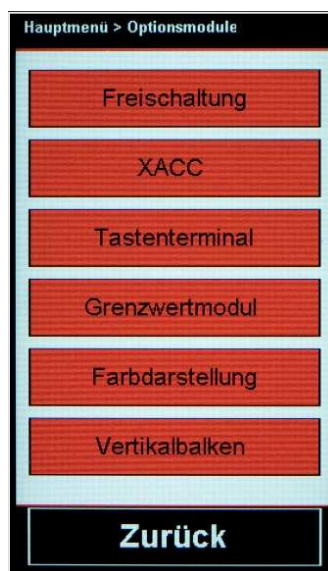 Hauptmenü > Optionsmodule
Freischaltung
XACC
Tastenterminal
Grenzwertmodul
Farbdarstellung
Vertikalbalken
Zurück